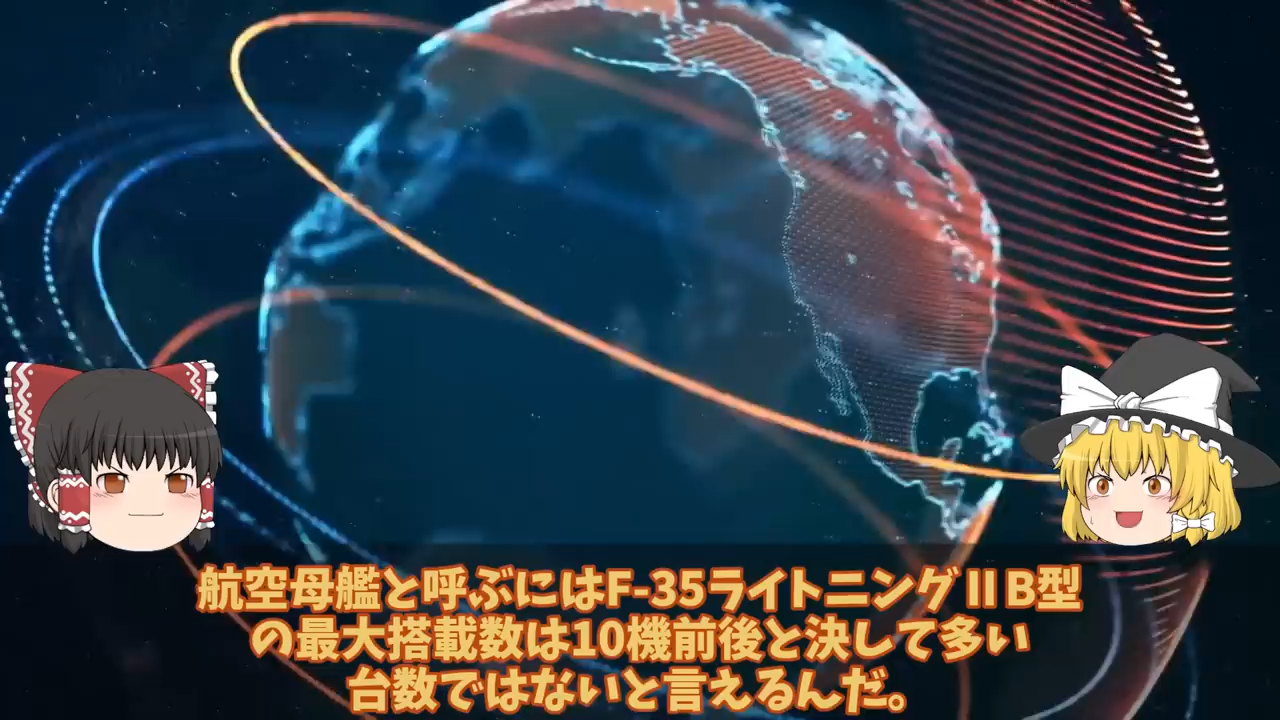 航空母艦と呼ぶにはF-35ライトニングⅡB型
の最大搭載数は10機前後と決して多い
台数ではないと言えるんだ。